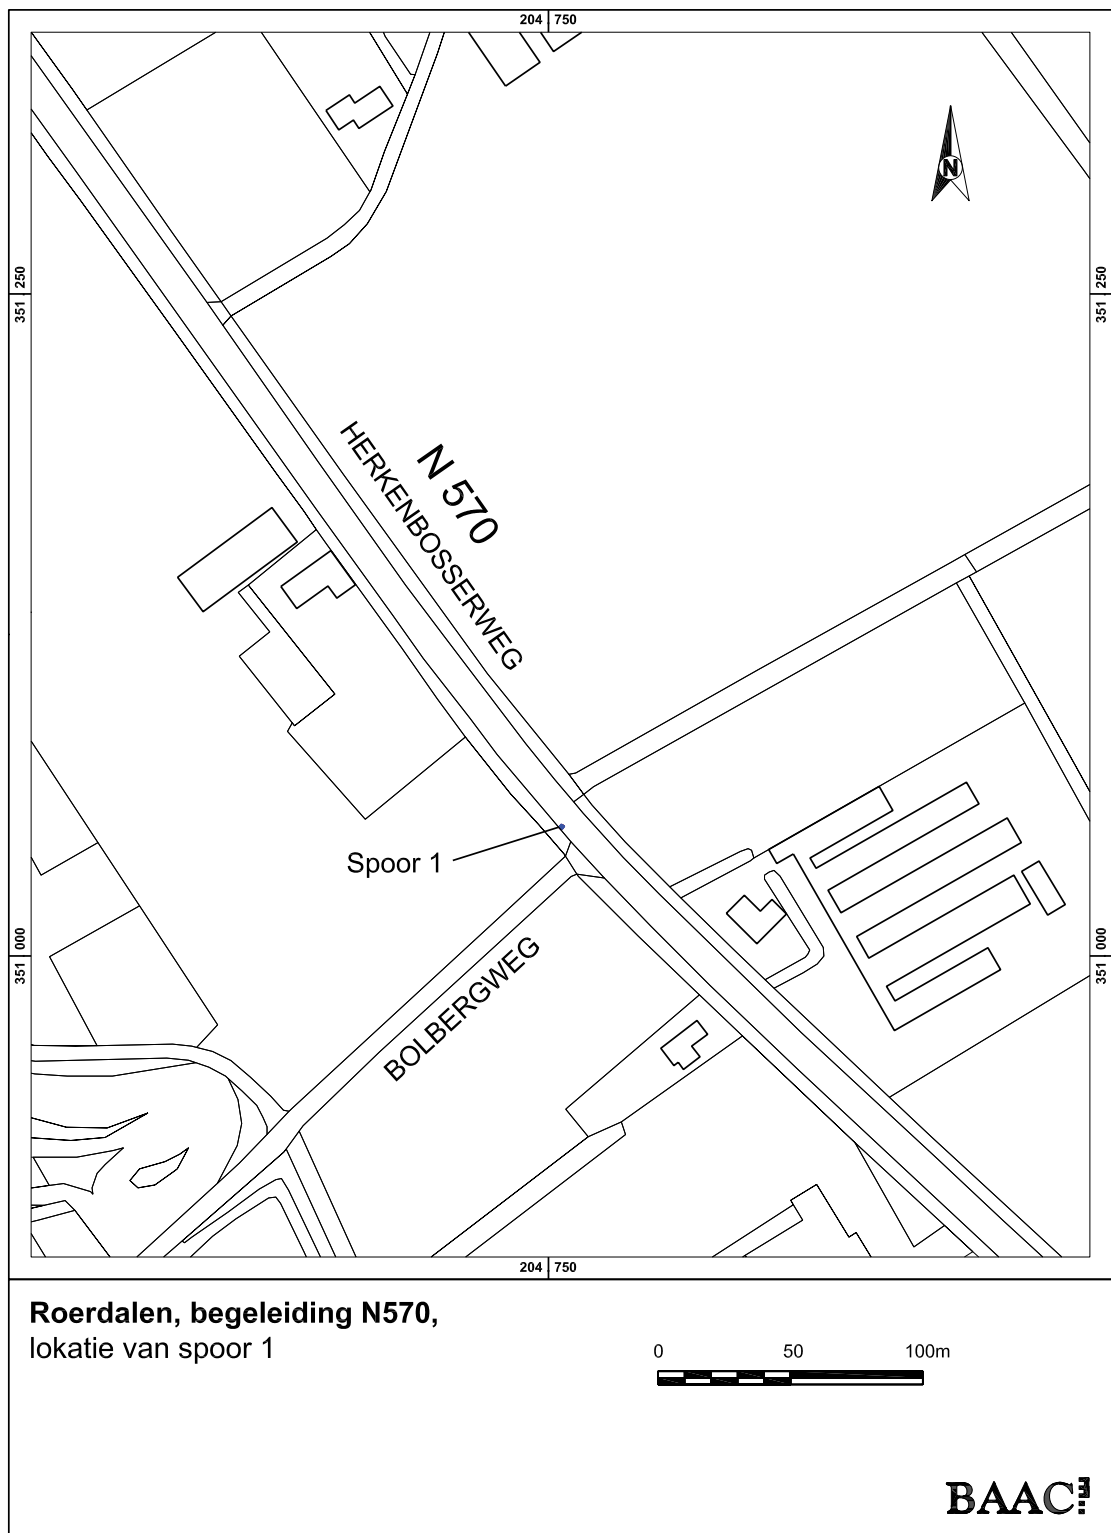 204 750
N
351 250
351 250
N 570
HERKENBOSSERWEG
Spoor 1
351 000
351 000
BOLBERGWEG
204 750
Roerdalen, begeleiding N570,
lokatie van spoor 1
0 50 100m
BAAC